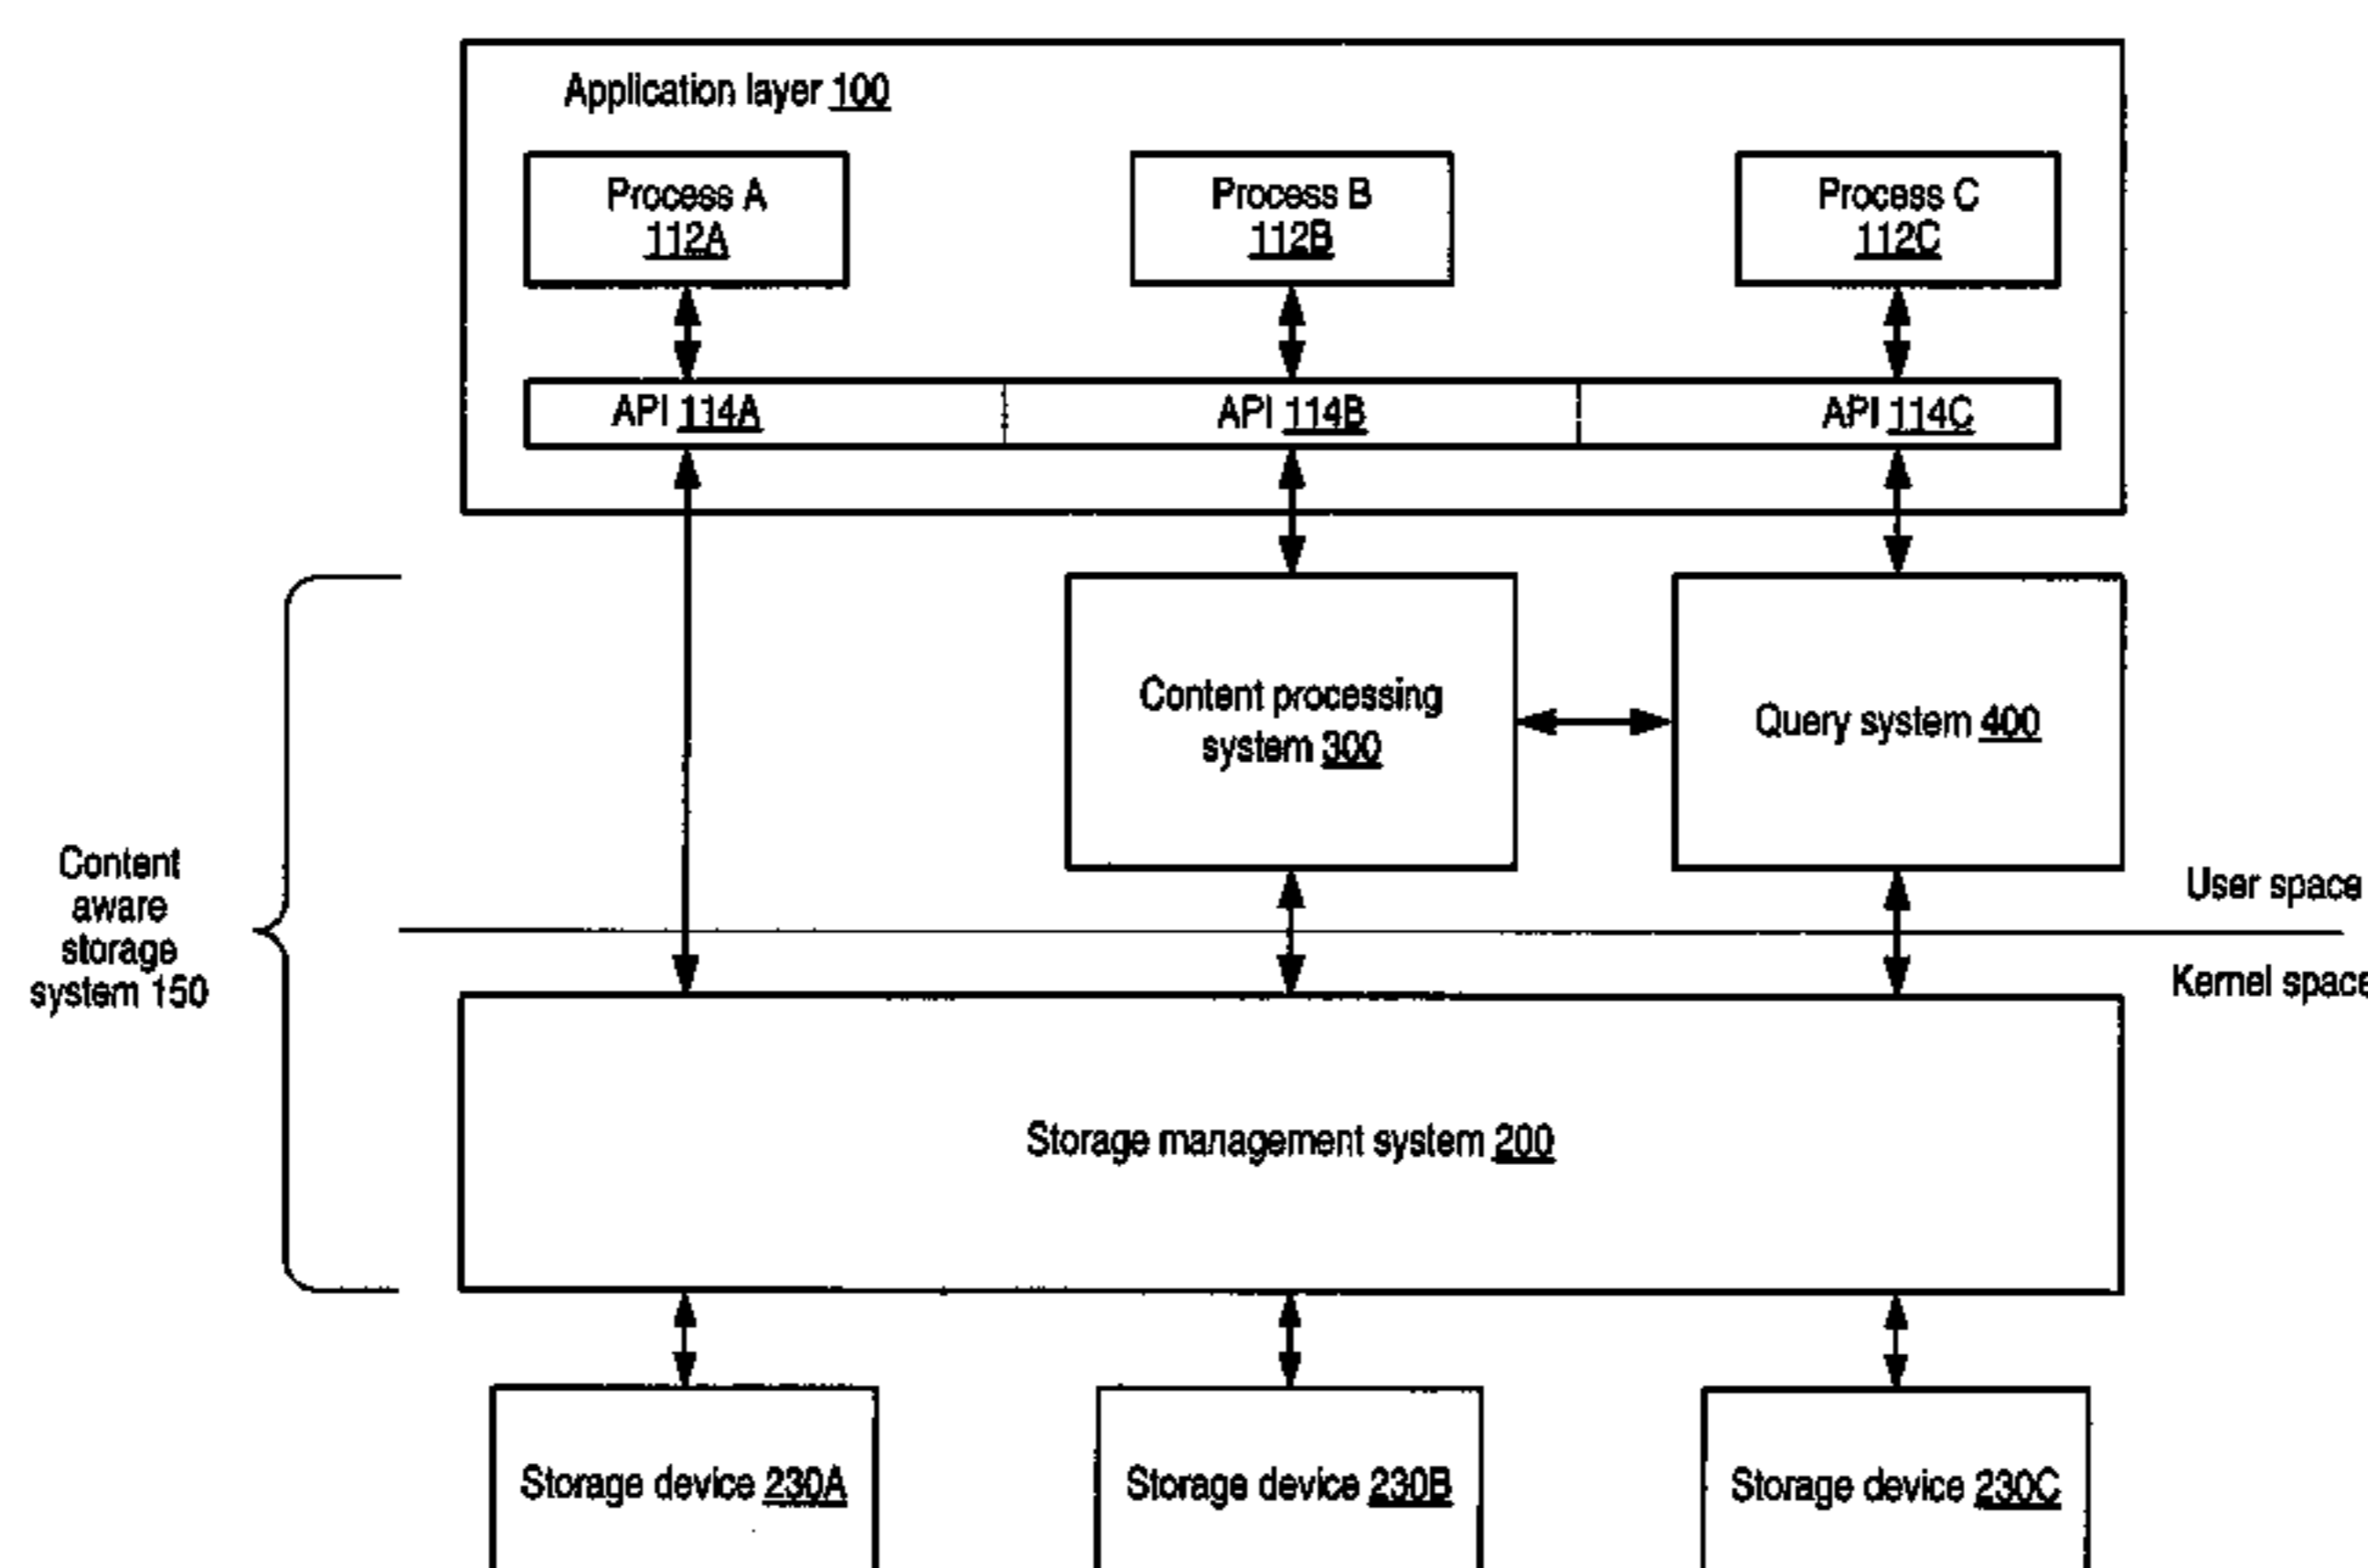 Application layer 100
Process A
112A
Process B
112B
Process C
112C
API 114A
API 114B
API 114C
Content processing
system 300
Query system 400
Content
aware
storage
system 150
User space
Kernel space
Storage management system 200
Storage device 230A
Storage device 230B
Storage device 230C